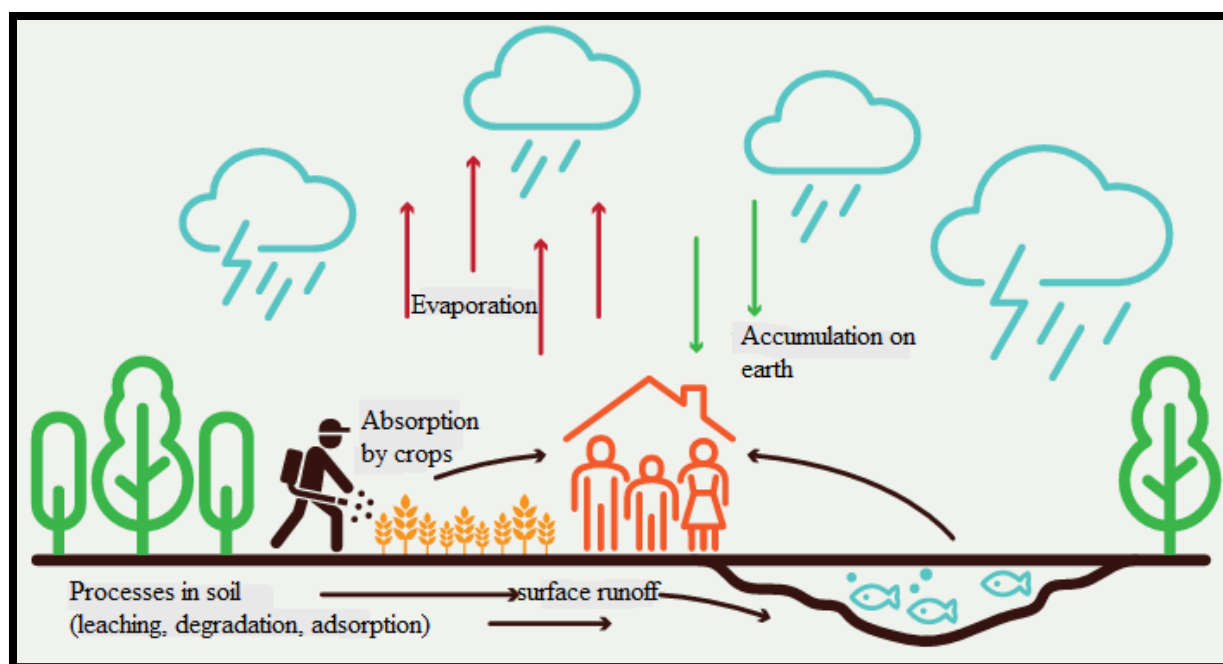 Evaporation
Accumulation on
earth
Absorption
by crops
Processes in soil
surface runoff
(leaching, degradation, adsorption)